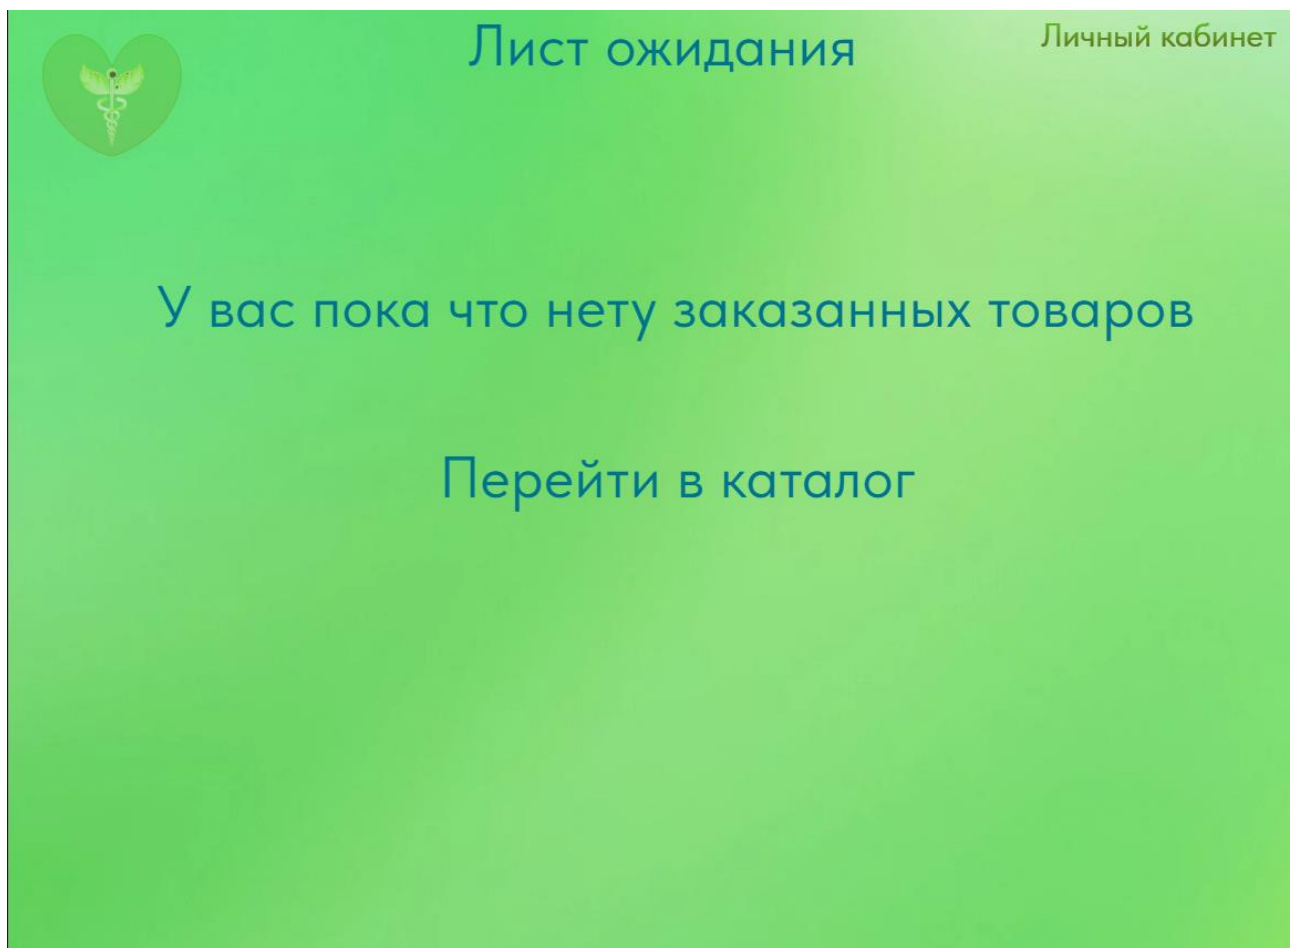 Лист ожидания
Личный кабинет
У вас пока что нету заказанных товаров
Перейти в каталог